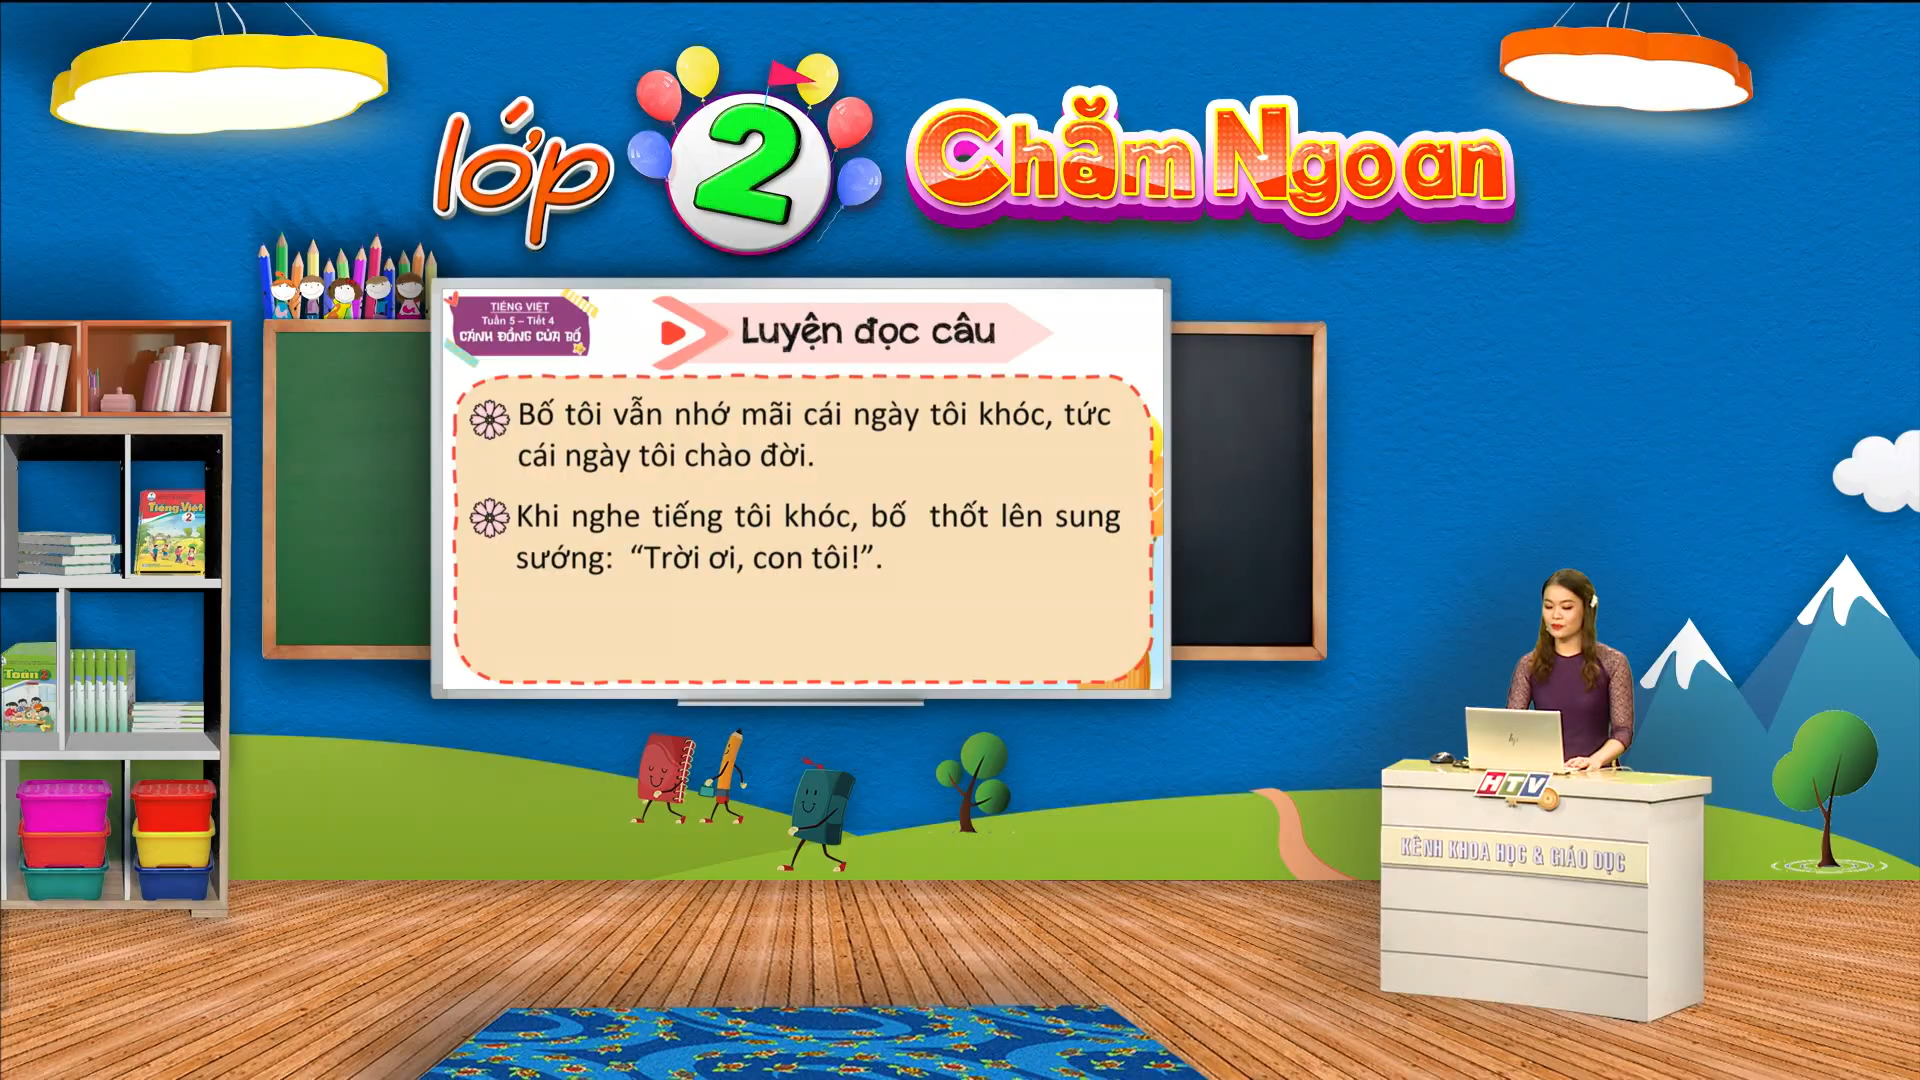 lớp 2 Chăm Ngoan
TIẾNG VIỆT
Tuần 5 – Tiết 4
CÁNH ĐỒNG CỦA BỐ
Luyện đọc câu
Bố tôi vẫn nhớ mãi cái ngày tôi khóc, tức
cái ngày tôi chào đời.
Khi nghe tiếng tôi khóc, bố thốt lên sung
sướng: “Trời ơi, con tôi!”.
Tiếng Việt
2
Toán 2
hp
HTV
KÊNH KHOA HỌC & GIÁO DỤC